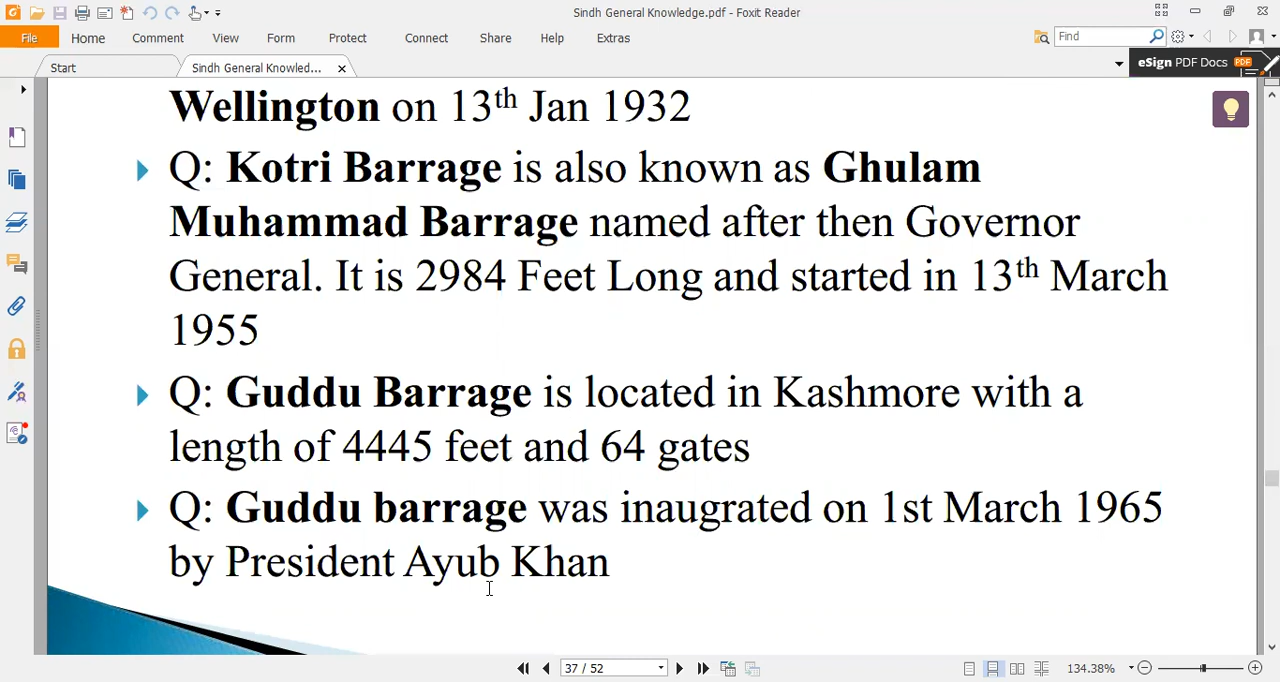 Sindh General Knowledge.pdf - Foxit Reader
File Home Comment View Form Protect Connect Share Help Extras Find
Start Sindh General Knowled... eSign PDF Docs PDF
Wellington on 13th Jan 1932
Q: Kotri Barrage is also known as Ghulam
Muhammad Barrage named after then Governor
General. It is 2984 Feet Long and started in 13th March
1955
Q: Guddu Barrage is located in Kashmore with a
length of 4445 feet and 64 gates
Q: Guddu barrage was inaugrated on 1st March 1965
by President Ayub Khan
37 / 52 134.38%